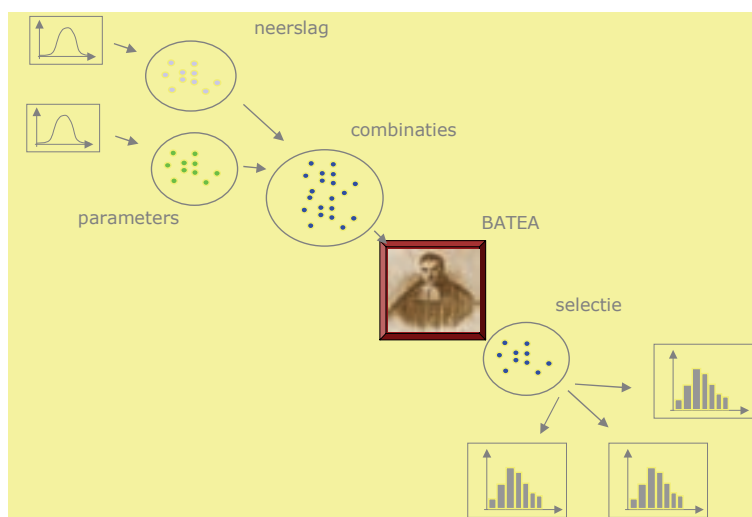 neerslag
combinaties
parameters
BATEA
selectie